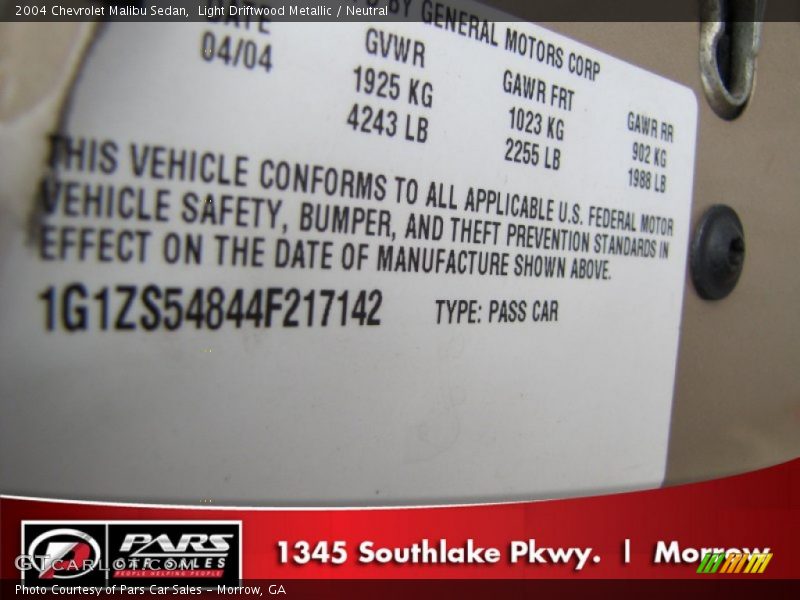 2004 Chevrolet Malibu Sedan, Light Driftwood Metallic / Neutral
DATE
04/04
BY GENERAL MOTORS CORP
GVWR
1925 KG
4243 LB
GAWR FRT
1023 KG
2255 LB
GAWR RR
902 KG
1988 LB
THIS VEHICLE CONFORMS TO ALL APPLICABLE U.S. FEDERAL MOTOR
VEHICLE SAFETY, BUMPER, AND THEFT PREVENTION STANDARDS IN
EFFECT ON THE DATE OF MANUFACTURE SHOWN ABOVE.
1G1ZS54844F217142 TYPE: PASS CAR
PARS
CAR SALES
PEOPLE HELPING PEOPLE
GTCARLOT.COM
1345 Southlake Pkwy. | Morrow
Photo Courtesy of Pars Car Sales - Morrow, GA